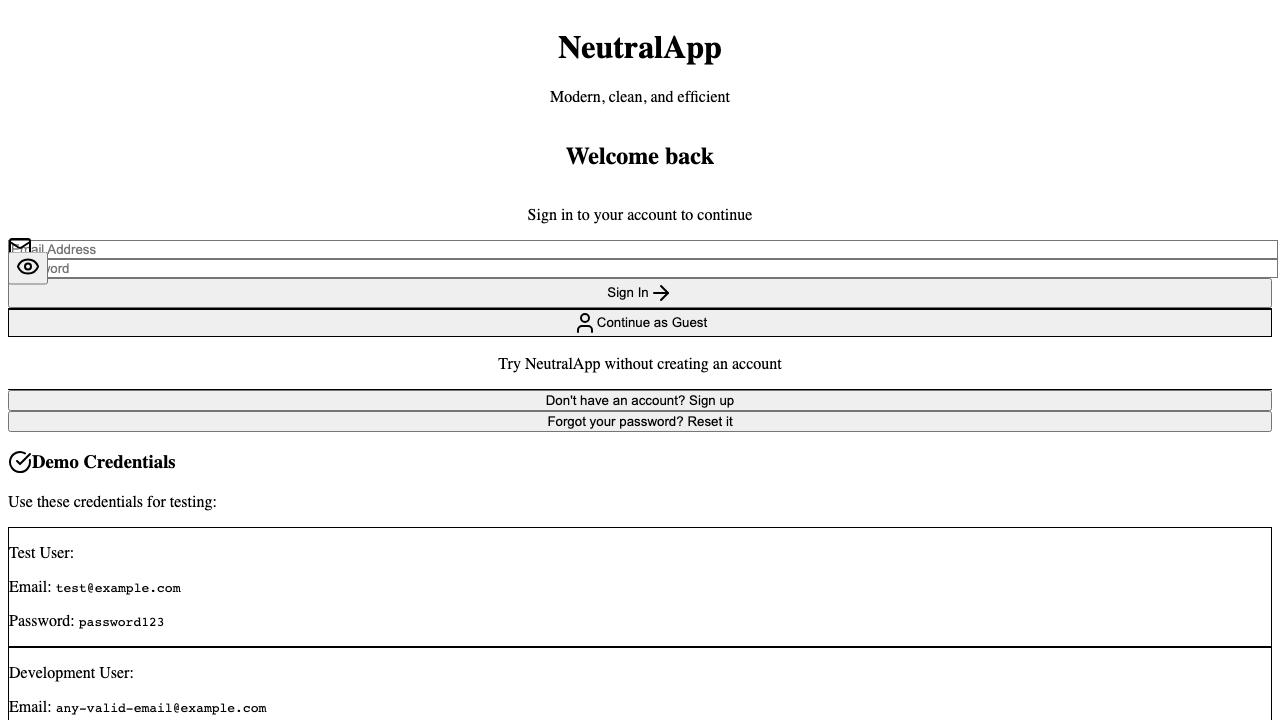 NeutralApp
Modern, clean, and efficient
Welcome back
Sign in to your account to continue
Email Address
word
Sign In
Continue as Guest
Try NeutralApp without creating an account
Don't have an account? Sign up
Forgot your password? Reset it
Demo Credentials
Use these credentials for testing:
Test User:
Email: test@example.com
Password: password123
Development User:
Email: any-valid-email@example.com